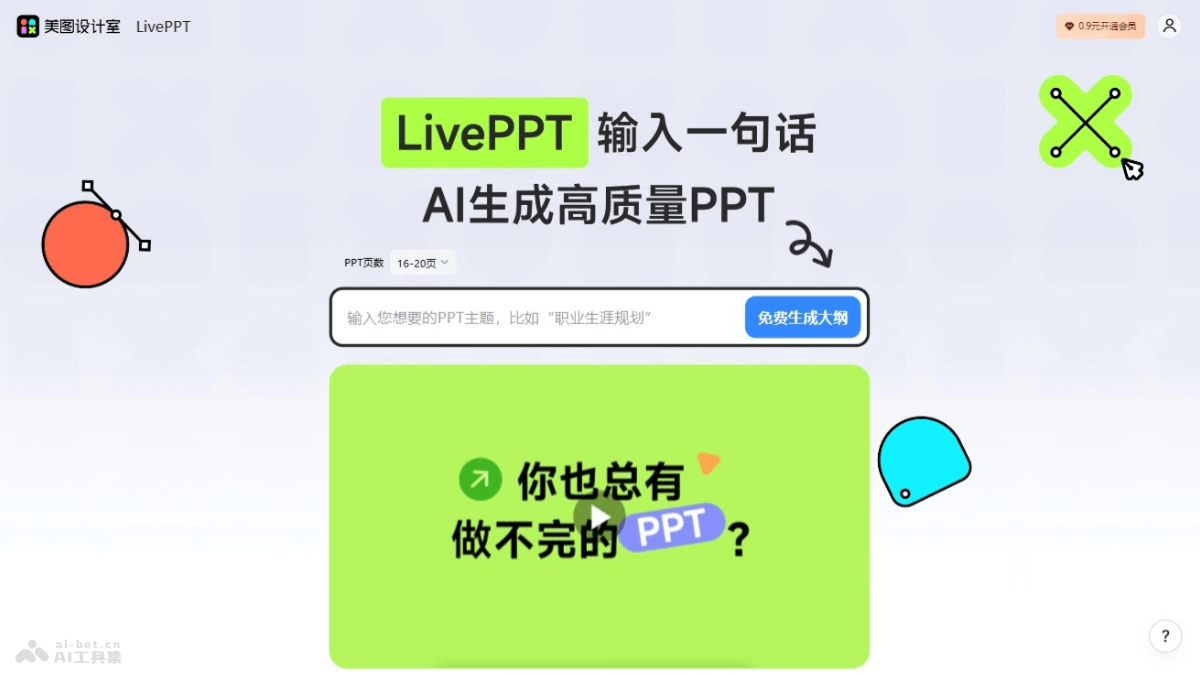 美图设计室 LivePPT
0.9元开通会员
LivePPT 输入一句话
AI生成高质量PPT
PPT页数 16-20页
输入您想要的PPT主题，比如“职业生涯规划”
免费生成大纲
你也总有
做不完的PPT？
?
ai-bot.cn
AI工具集